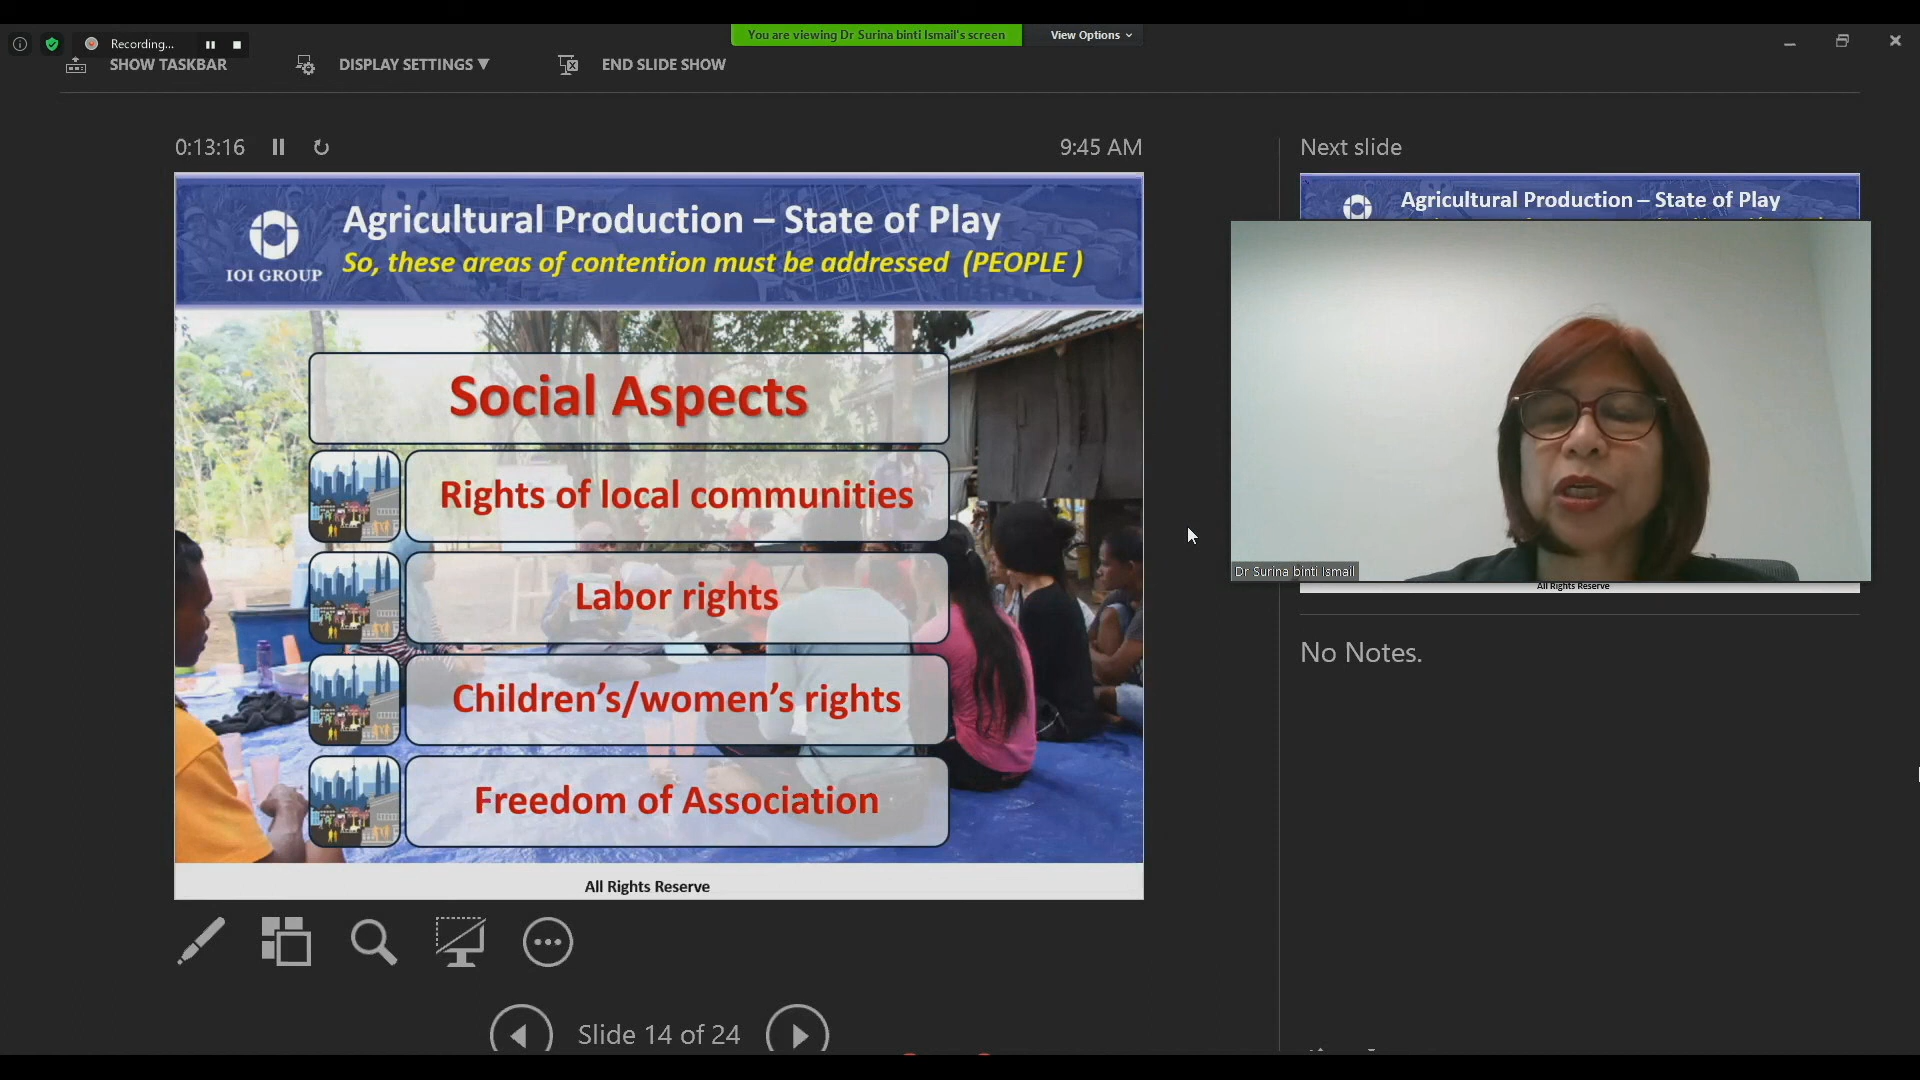 Recording...
You are viewing Dr Surina binti Ismail's screen
View Options
SHOW TASKBAR
DISPLAY SETTINGS
END SLIDE SHOW
0:13:16
9:45 AM
IOI GROUP
Agricultural Production – State of Play
So, these areas of contention must be addressed (PEOPLE )
Social Aspects
Rights of local communities
Labor rights
Children's/women's rights
Freedom of Association
All Rights Reserve
Slide 14 of 24
Next slide
Agricultural Production – State of Play
Dr Surina binti Ismail
All Rights Reserve
No Notes.